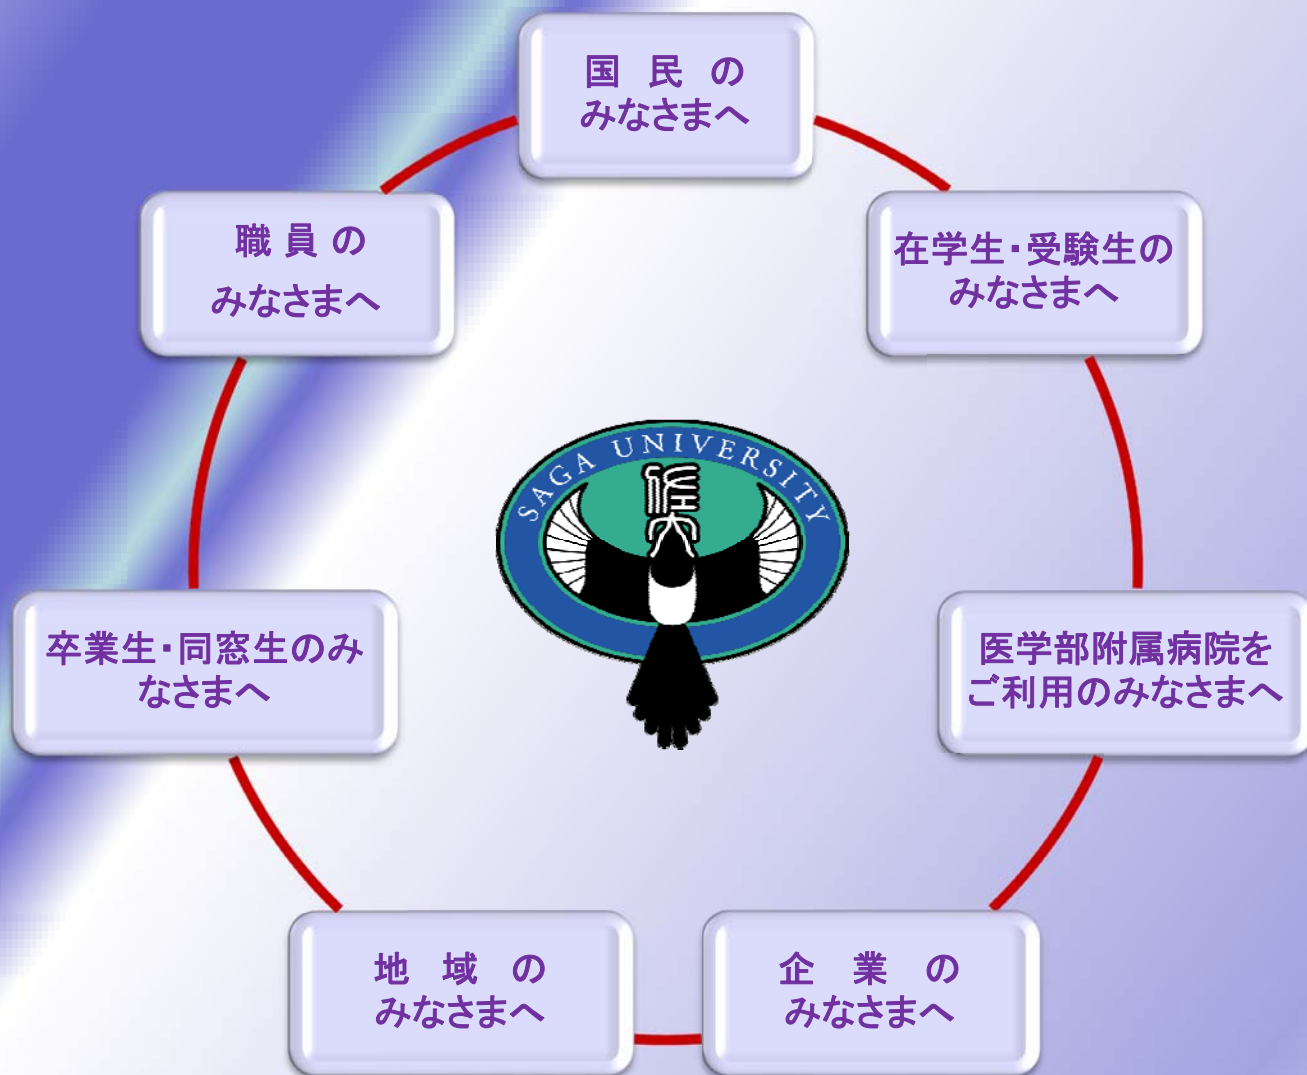 国 民 の
みなさまへ
職 員 の
みなさまへ
在学生・受験生の
みなさまへ
SAGA UNIVERSITY
佐大
卒業生・同窓生のみ
なさまへ
医学部附属病院を
ご利用のみなさまへ
地 域 の
みなさまへ
企 業 の
みなさまへ